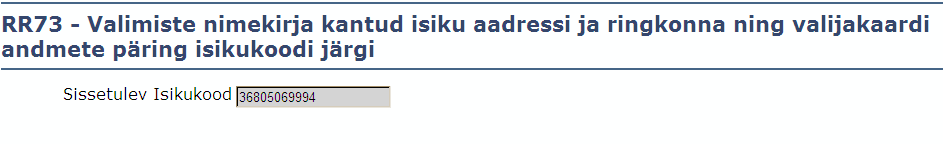 RR73 - Valimiste nimekirja kantud isiku aadressi ja ringkonna ning valijakaardi
andmete päring isikukoodi järgi
Sissetulev Isikukood 36805069994